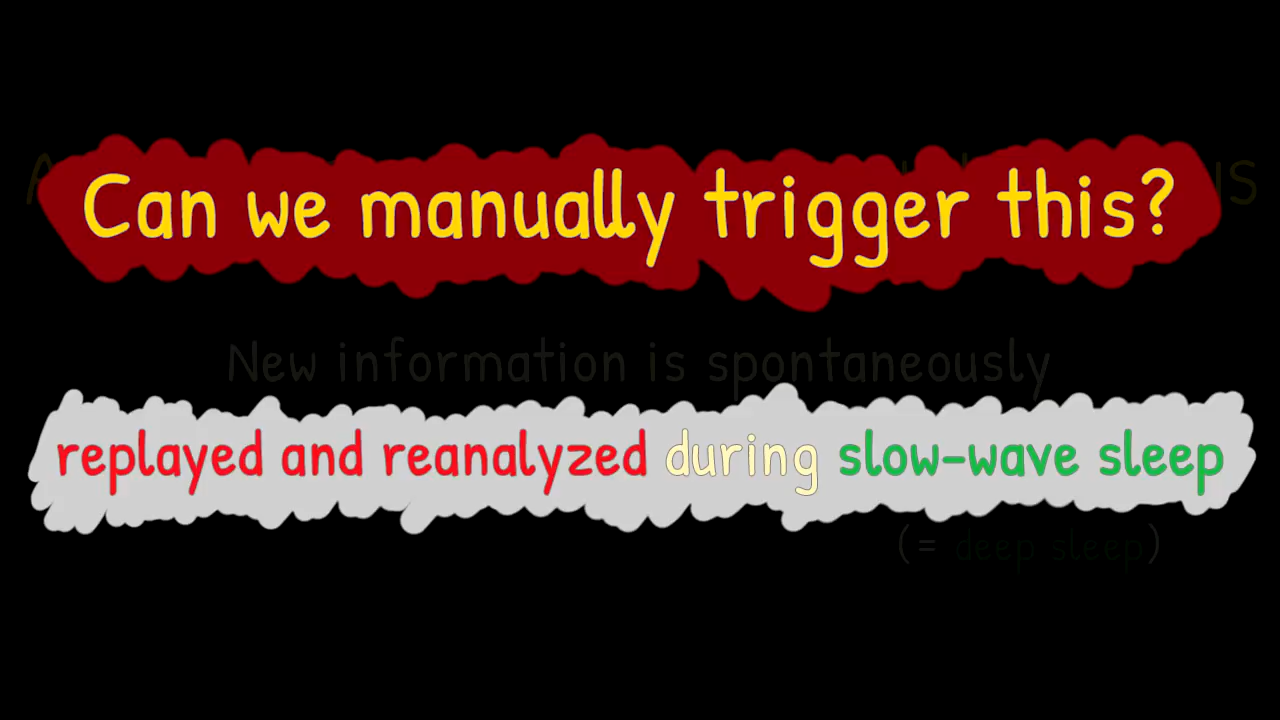 Can we manually trigger this?
New information is spontaneously
replayed and reanalyzed during slow-wave sleep
(= deep sleep)